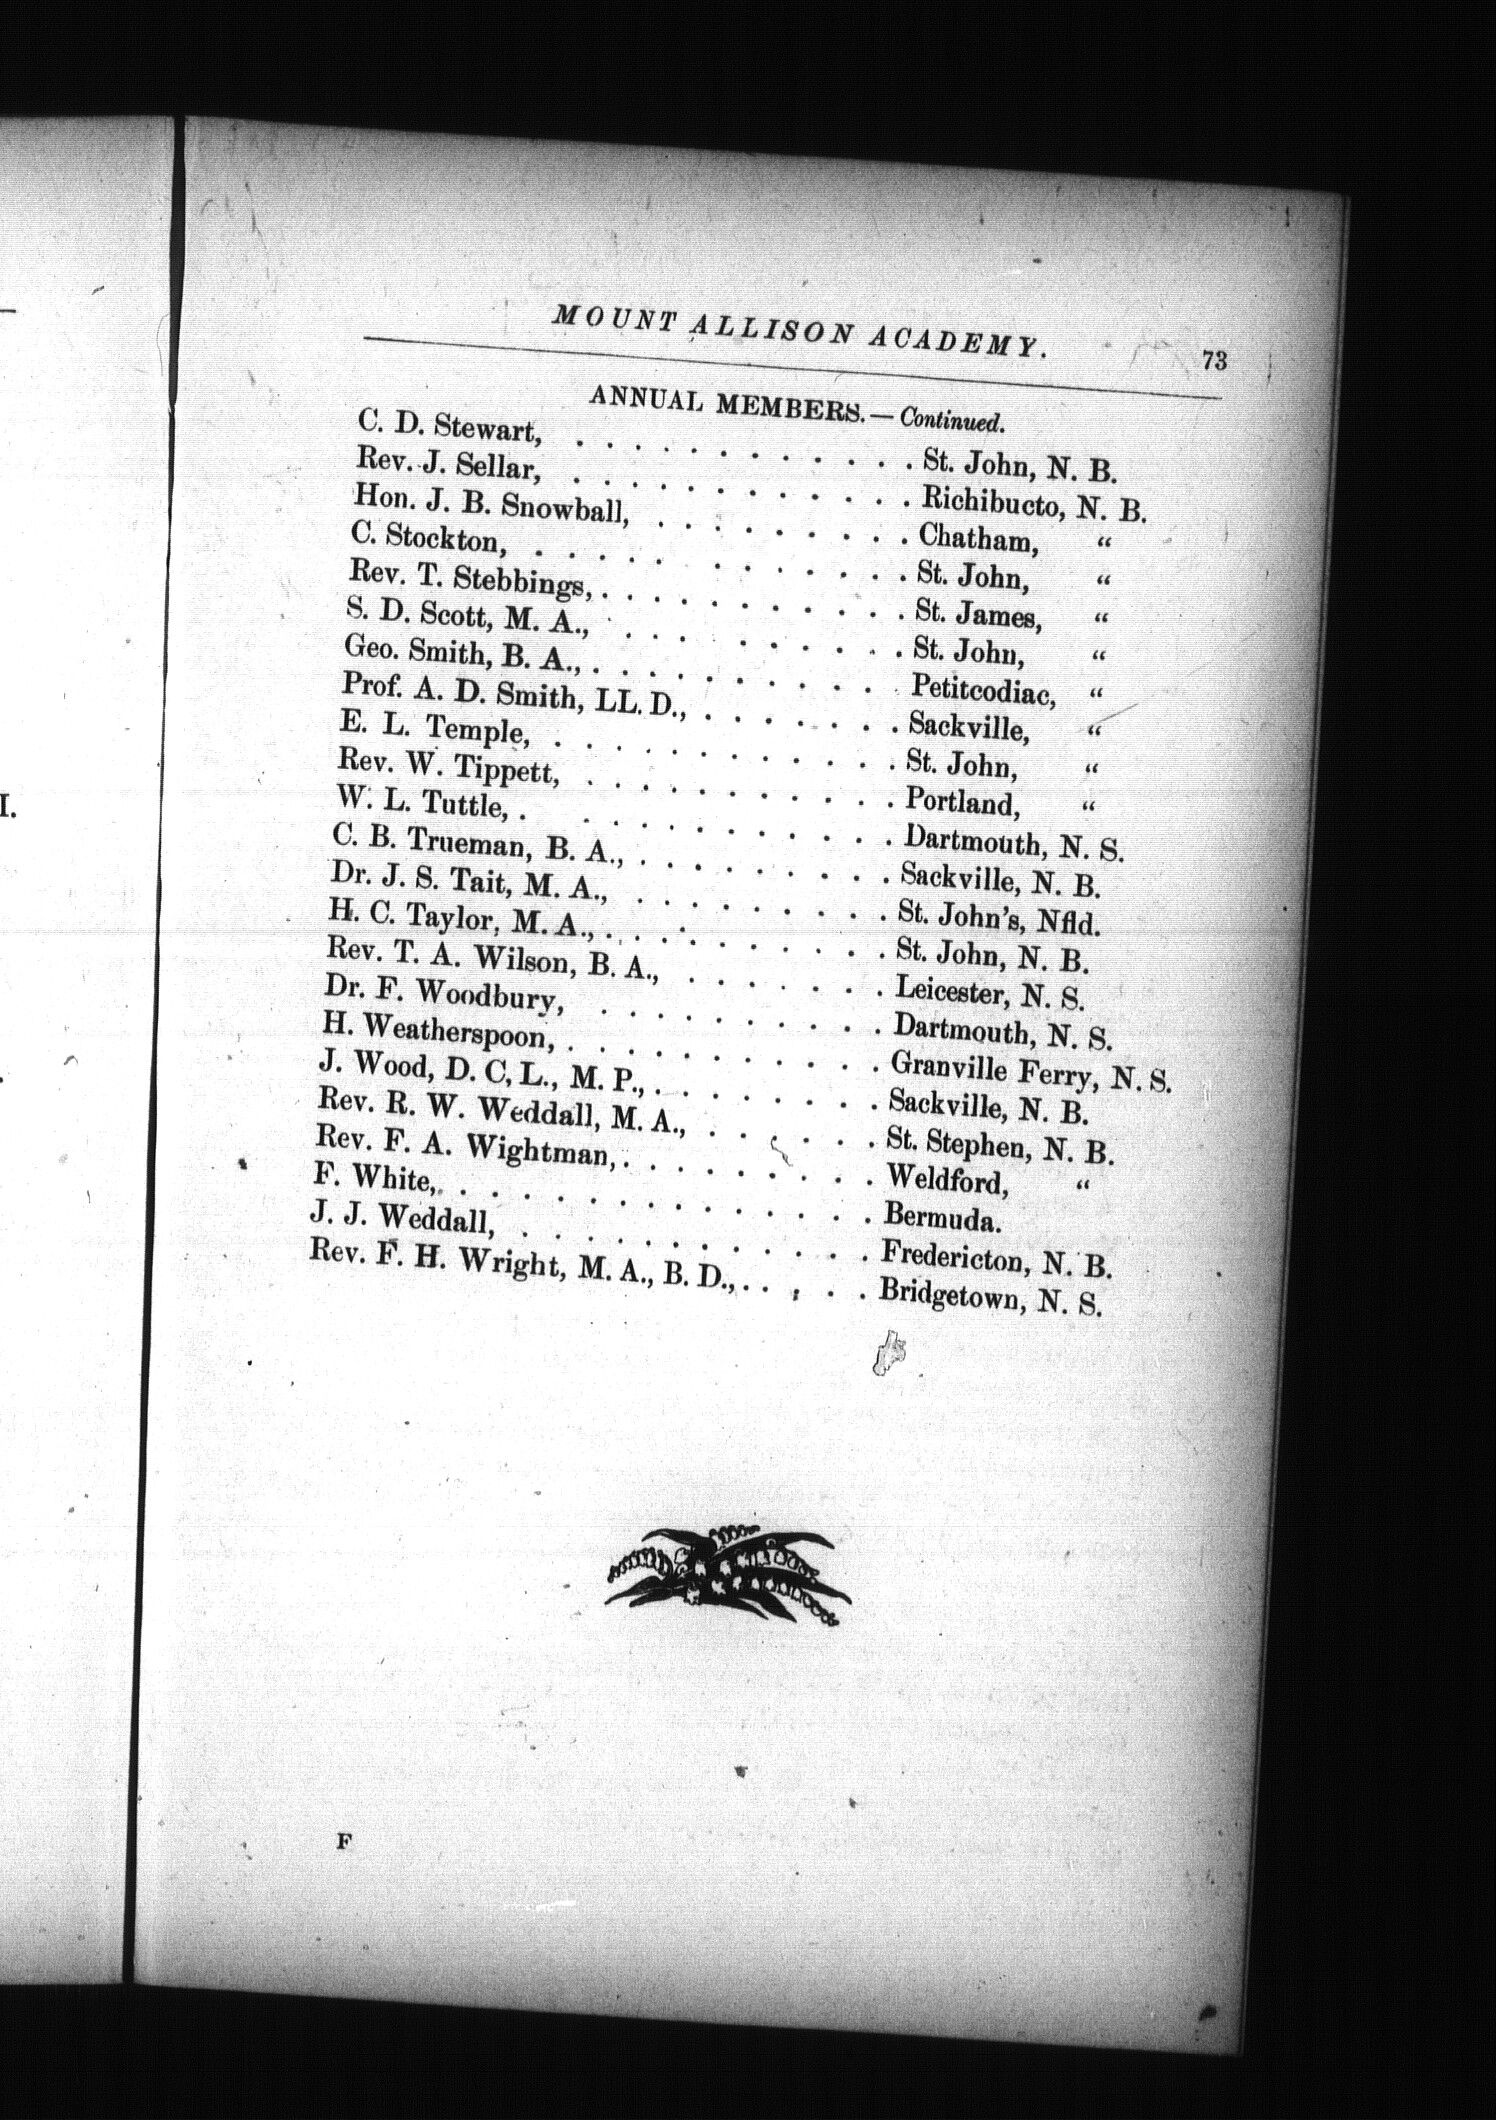 MOUNT ALLISON ACADEMY. 73
ANNUAL MEMBERS.—Continued.
C. D. Stewart, . . . . . . . . . . . . St. John, N. B.
Rev. J. Sellar, . . . . . . . . . . . . Richibucto, N. B.
Hon. J. B. Snowball, . . . . . . . . . Chatham, “
C. Stockton, . . . . . . . . . . . . St. John, “
Rev. T. Stebbings, . . . . . . . . . . . St. James, “
S. D. Scott, M. A., . . . . . . . . . St. John, “
Geo. Smith, B. A., . . . . . . . . . . . Petitcodiac, “
Prof. A. D. Smith, LL. D., . . . . . . . Sackville, “
E. L. Temple, . . . . . . . . . . . . St. John, “
Rev. W. Tippett, . . . . . . . . . . . Portland, “
W. L. Tuttle, . . . . . . . . . . . . Dartmouth, N. S.
C. B. Trueman, B. A., . . . . . . . . . Sackville, N. B.
Dr. J. S. Tait, M. A., . . . . . . . . . St. John’s, Nfld.
H. C. Taylor, M. A., . . . . . . . . . . St. John, N. B.
Rev. T. A. Wilson, B. A., . . . . . . . Leicester, N. S.
Dr. F. Woodbury, . . . . . . . . . . Dartmouth, N. S.
H. Weatherspoon, . . . . . . . . . . . Granville Ferry, N. S.
J. Wood, D. C, L., M. P., . . . . . . . . Sackville, N. B.
Rev. R. W. Weddall, M. A., . . . . . . St. Stephen, N. B.
Rev. F. A. Wightman, . . . . . . . . . Weldford, “
F. White, . . . . . . . . . . . . . . Bermuda.
J. J. Weddall, . . . . . . . . . . . . Fredericton, N. B.
Rev. F. H. Wright, M. A., B. D., . . . . . Bridgetown, N. S.
F